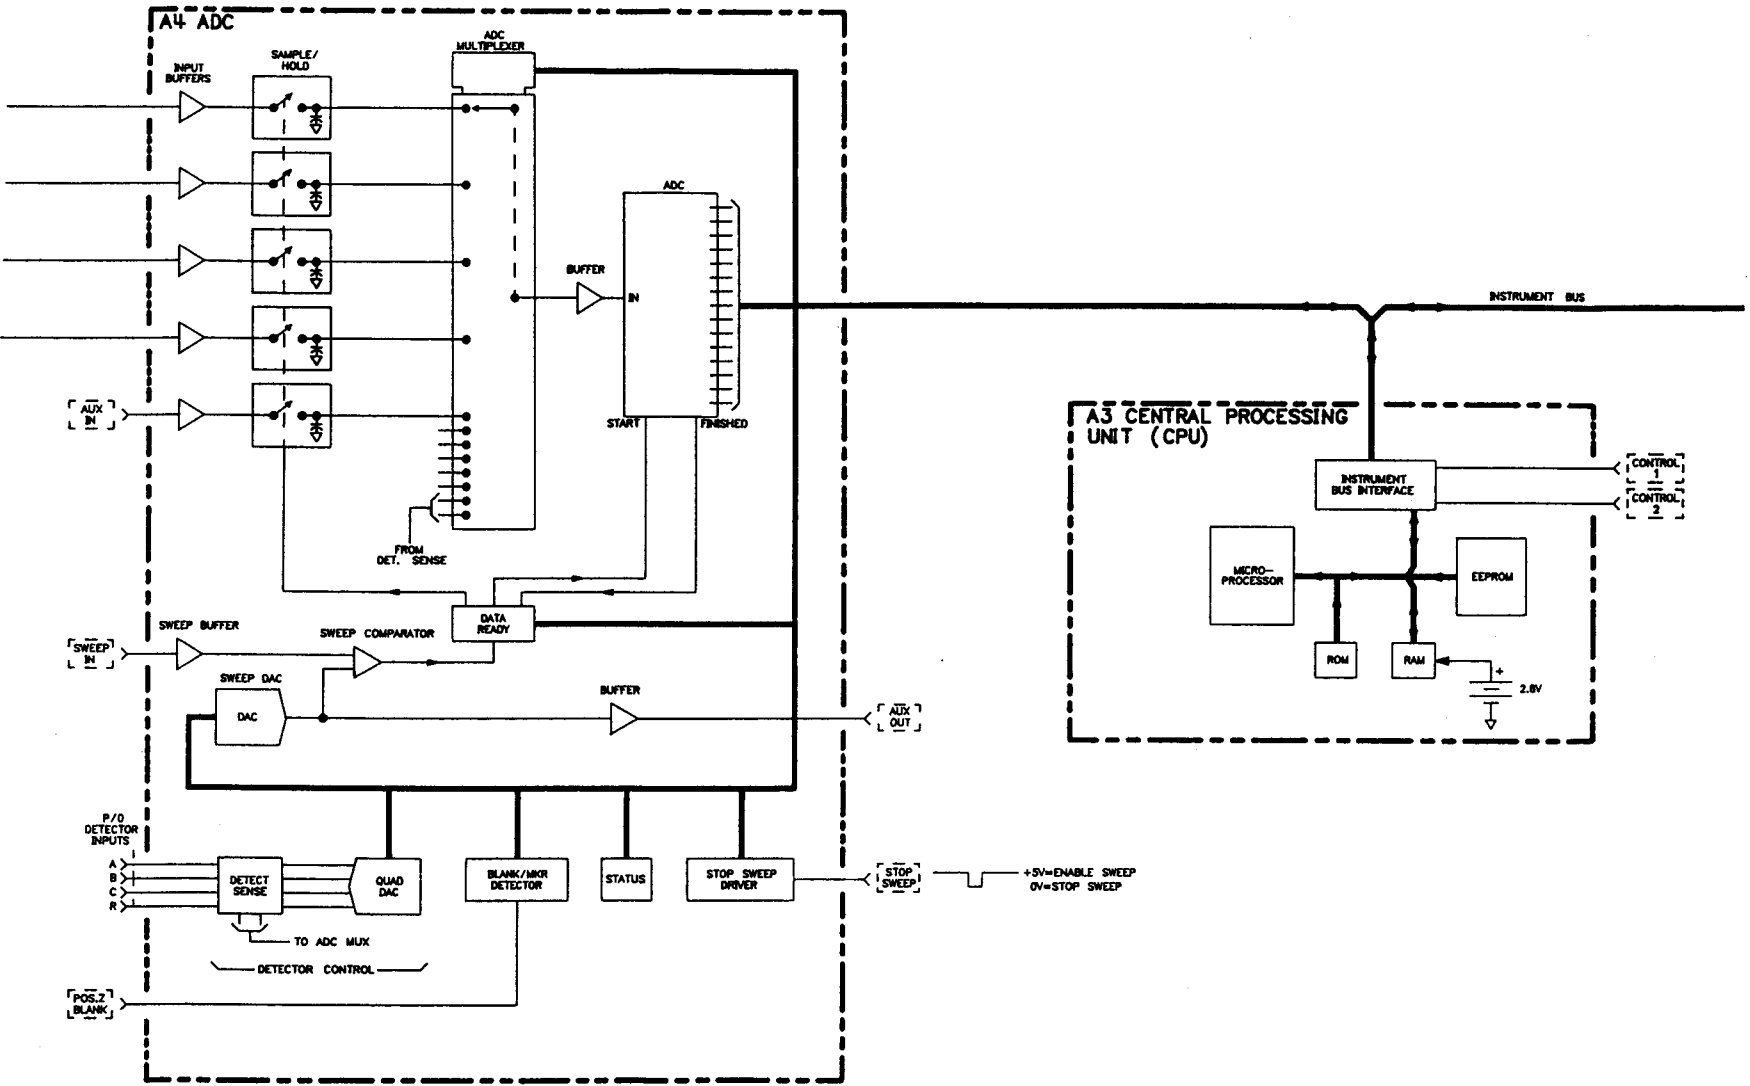 A4 ADC
ADC
MULTIPLEXER
SAMPLE/
HOLD
INPUT
BUFFERS
ADC
BUFFER
IN
INSTRUMENT BUS
AUX
IN
START
FINISHED
A3 CENTRAL PROCESSING
UNIT (CPU)
INSTRUMENT
BUS INTERFACE
CONTROL
1
CONTROL
2
FROM
DET. SENSE
MICRO-
PROCESSOR
EEPROM
DATA
READY
SWEEP BUFFER
SWEEP COMPARATOR
SWEEP
IN
ROM
RAM
+
2.8V
SWEEP DAC
DAC
BUFFER
AUX
OUT
P/O
DETECTOR
INPUTS
A
B
C
R
DETECT
SENSE
QUAD
DAC
BLANK/MKR
DETECTOR
STATUS
STOP SWEEP
DRIVER
STOP
SWEEP
+5V=ENABLE SWEEP
0V=STOP SWEEP
TO ADC MUX
DETECTOR CONTROL
POS.Z
BLANK